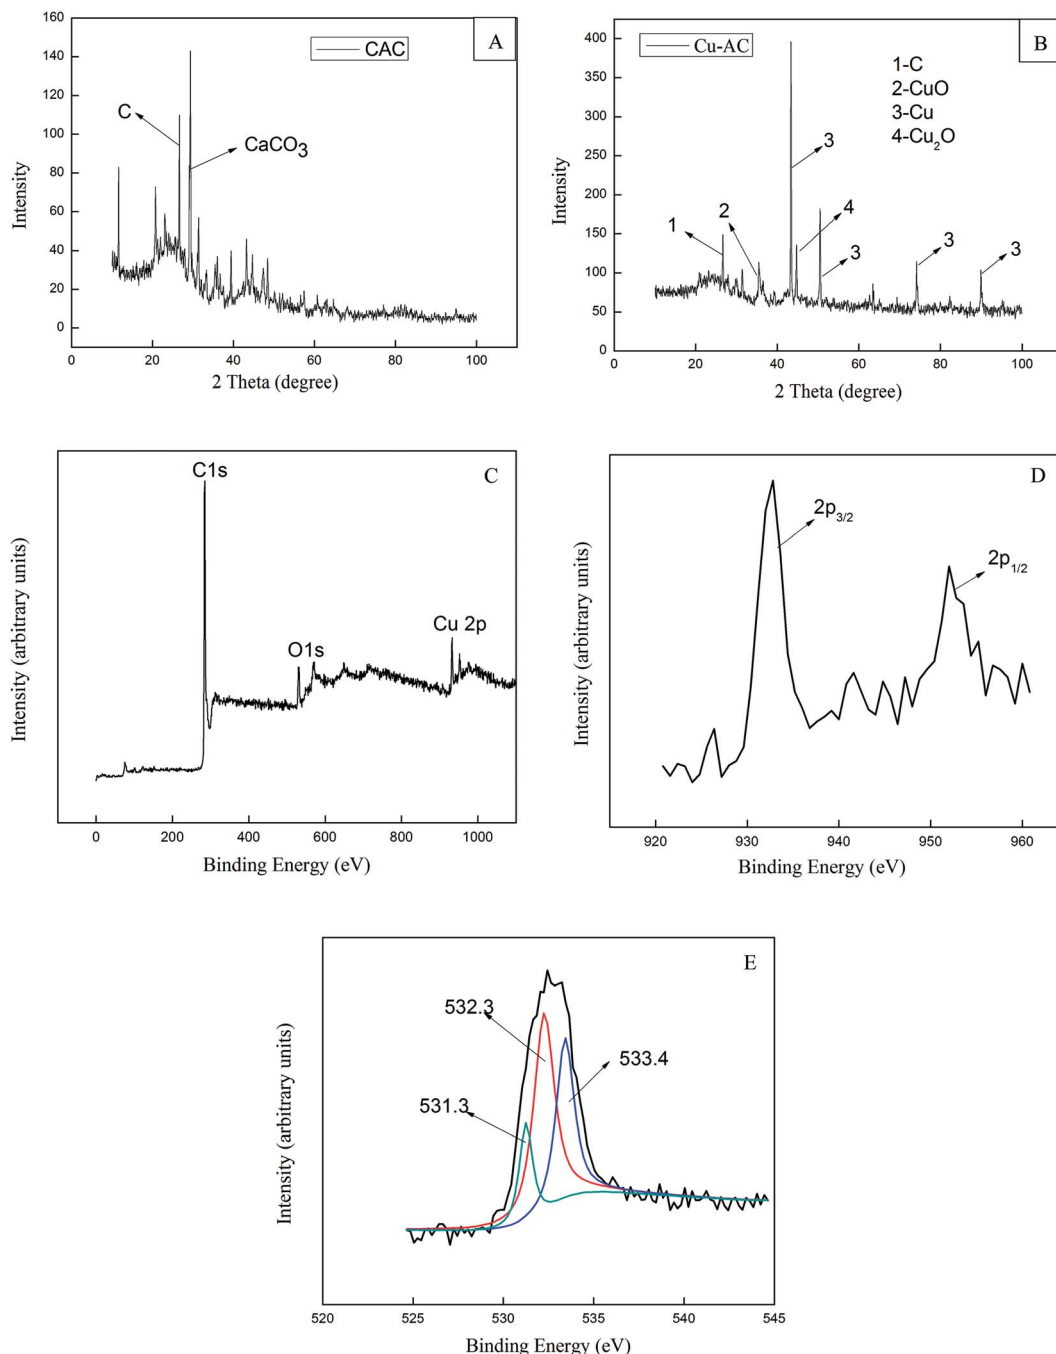 160
140
120
100
80
60
40
20
0
Intensity
CAC
A
C
CaCO₃
0
20
40
60
80
100
2 Theta (degree)
400
350
300
250
200
150
100
50
0
Intensity
Cu-AC
B
1-C
2-CuO
3-Cu
4-Cu₂O
1
2
3
4
3
3
3
0
20
40
60
80
100
2 Theta (degree)
C
C1s
O1s
Cu 2p
Intensity (arbitrary units)
0
200
400
600
800
1000
Binding Energy (eV)
D
2p3/2
2p1/2
Intensity (arbitrary units)
920
930
940
950
960
Binding Energy (eV)
E
532.3
533.4
531.3
Intensity (arbitrary units)
520
525
530
535
540
545
Binding Energy (eV)